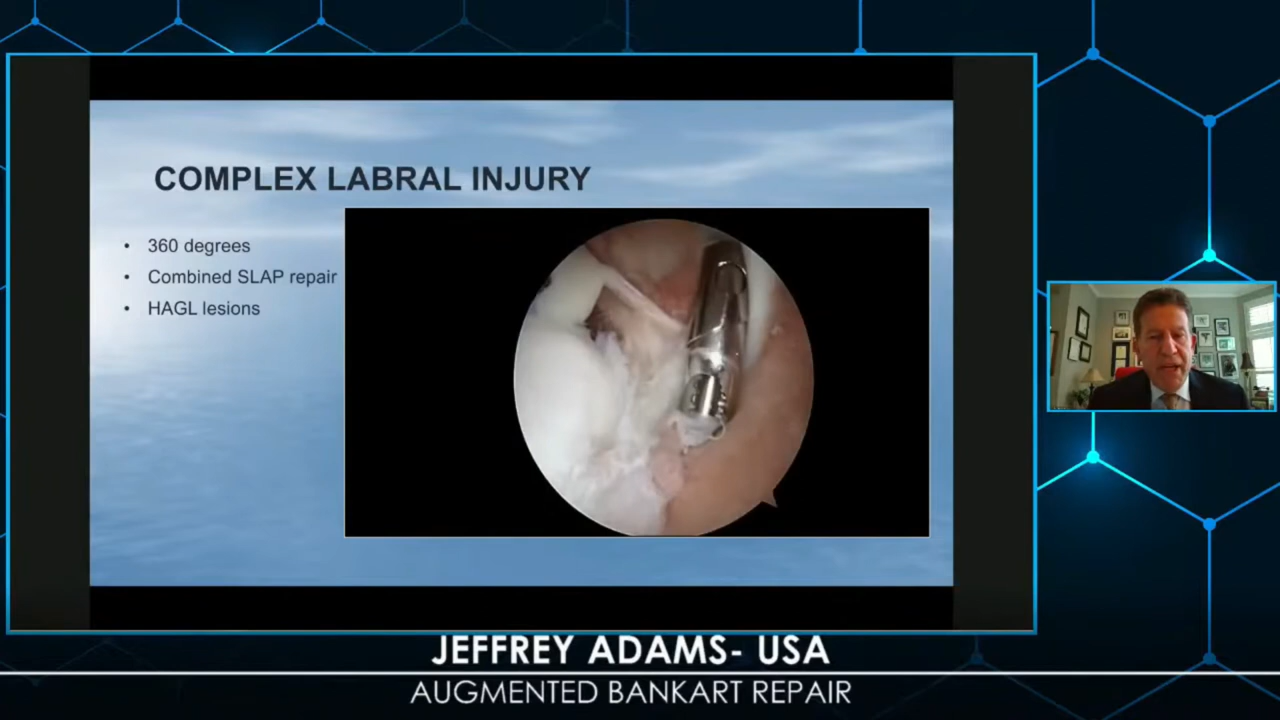 COMPLEX LABRAL INJURY
• 360 degrees
• Combined SLAP repair
• HAGL lesions
JEFFREY ADAMS- USA
AUGMENTED BANKART REPAIR